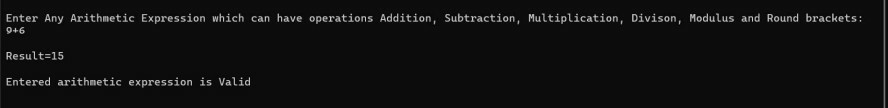 Enter Any Arithmetic Expression which can have operations Addition, Subtraction, Multiplication, Divison, Modulus and Round brackets:
9+6
Result=15
Entered arithmetic expression is Valid